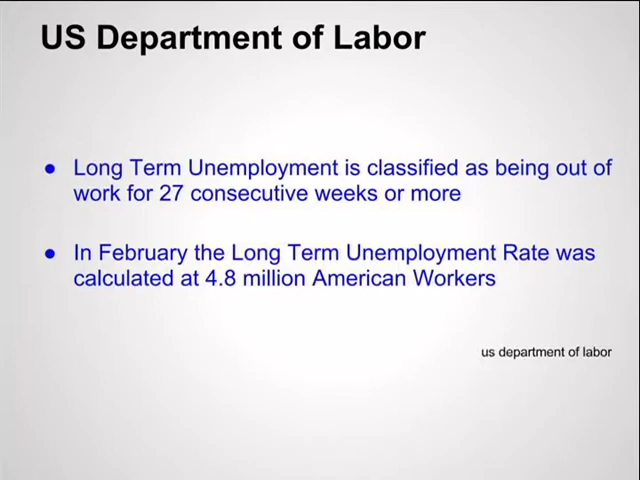 US Department of Labor
● Long Term Unemployment is classified as being out of
work for 27 consecutive weeks or more
● In February the Long Term Unemployment Rate was
calculated at 4.8 million American Workers
us department of labor